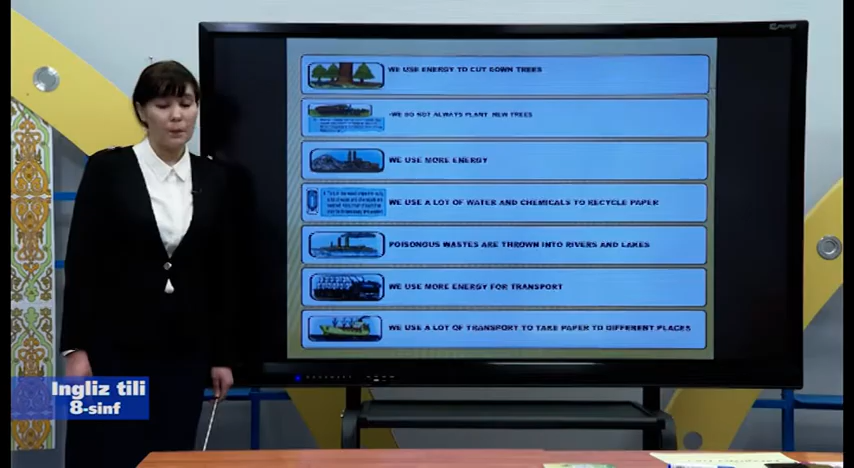 WE USE ENERGY TO CUT DOWN TREES
WE DO NOT ALWAYS PLANT NEW TREES
WE USE MORE ENERGY
WE USE A LOT OF WATER AND CHEMICALS TO RECYCLE PAPER
POISONOUS WASTES ARE THROWN INTO RIVERS AND LAKES
WE USE MORE ENERGY FOR TRANSPORT
WE USE A LOT OF TRANSPORT TO TAKE PAPER TO DIFFERENT PLACES
Ingliz tili
8-sinf